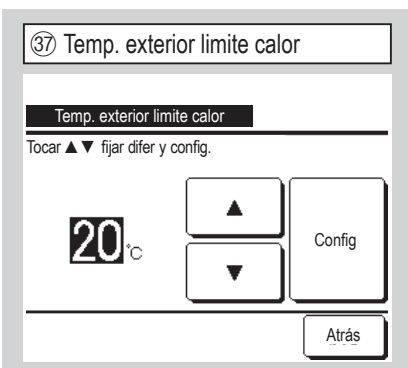 ㊲ Temp. exterior limite calor
Temp. exterior limite calor
Tocar ▲▼ fijar difer y config.
▲
20°C
Config
▼
Atrás